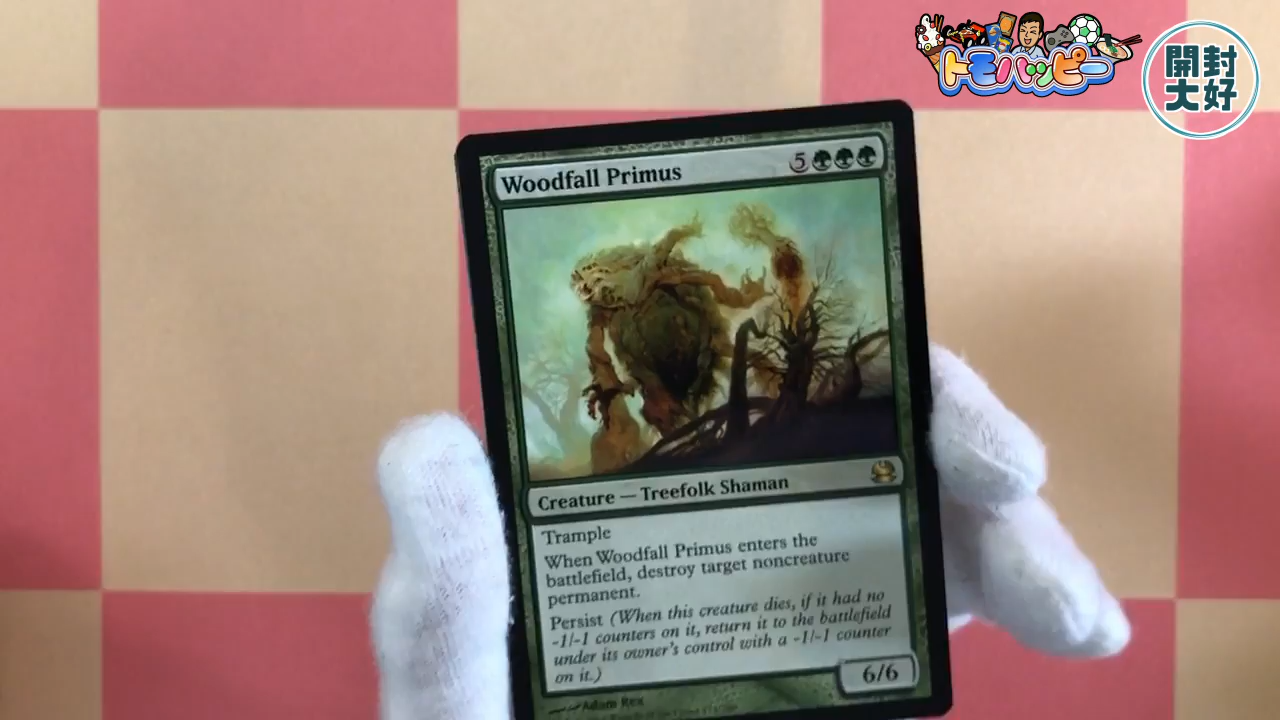 トモハッピー
開封
大好
Woodfall Primus
5
Creature — Treefolk Shaman
Trample
When Woodfall Primus enters the
battlefield, destroy target noncreature
permanent.
Persist (When this creature dies, if it had no
-1/-1 counters on it, return it to the battlefield
under its owner's control with a -1/-1 counter
on it.)
6/6
Adam Rex